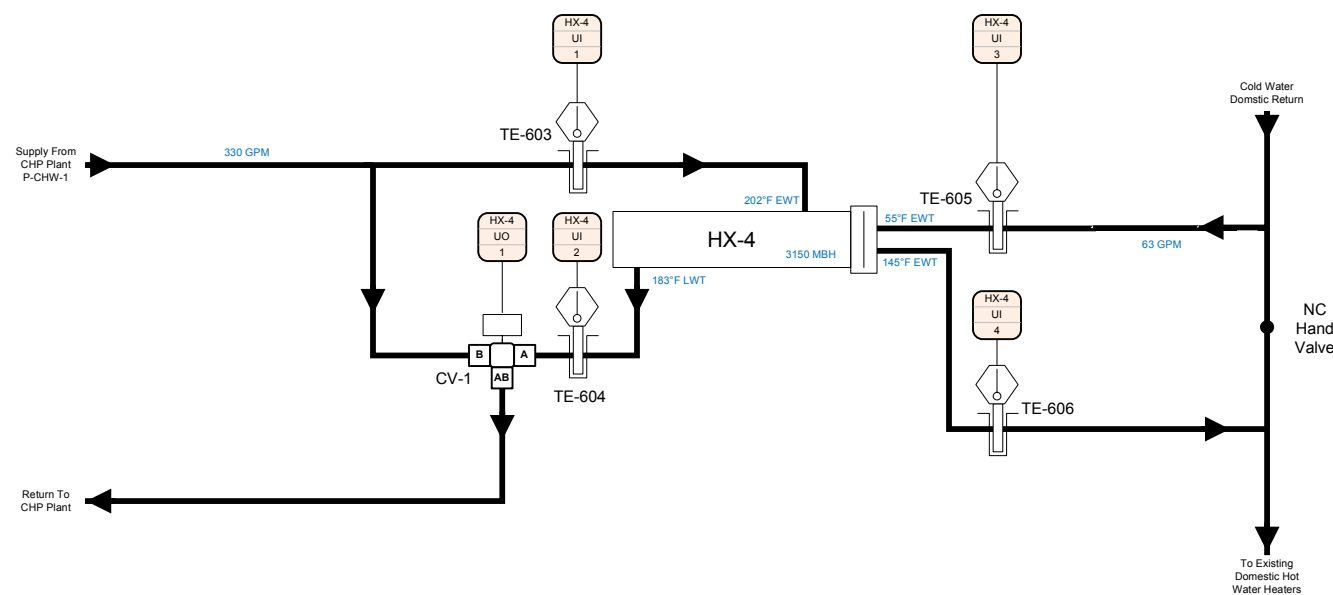 HX-4
UI
1
HX-4
UI
3
Cold Water
Domstic Return
TE-603
Supply From
CHP Plant
P-CHW-1
330 GPM
TE-605
202°F EWT
HX-4
UO
1
HX-4
UI
2
HX-4
3150 MBH
55°F EWT
63 GPM
145°F EWT
183°F LWT
HX-4
UI
4
NC
Hand
Valve
B
A
AB
CV-1
TE-604
TE-606
Return To
CHP Plant
To Existing
Domestic Hot
Water Heaters